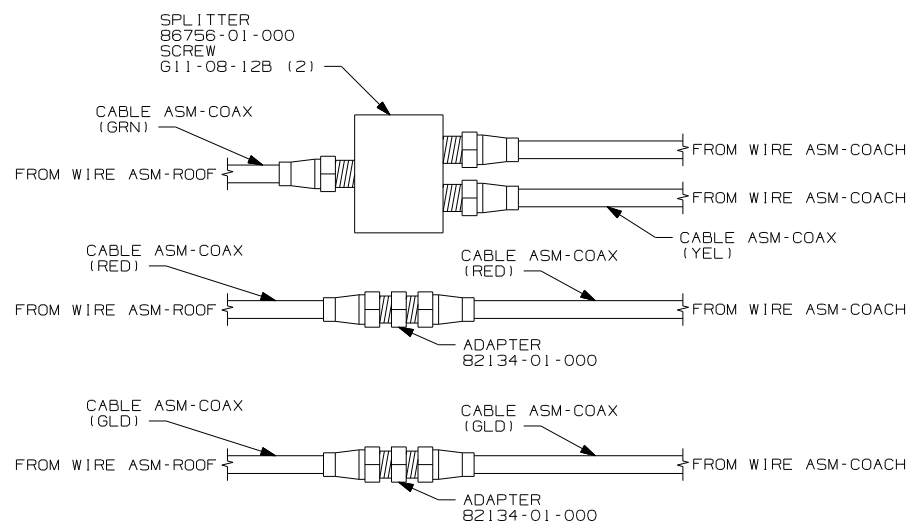 SPLITTER
86756-01-000
SCREW
G11-08-12B (2)
CABLE ASM-COAX
(GRN)
FROM WIRE ASM-ROOF
FROM WIRE ASM-COACH
FROM WIRE ASM-COACH
CABLE ASM-COAX
(YEL)
CABLE ASM-COAX
(RED)
CABLE ASM-COAX
(RED)
FROM WIRE ASM-ROOF
FROM WIRE ASM-COACH
ADAPTER
82134-01-000
CABLE ASM-COAX
(GLD)
CABLE ASM-COAX
(GLD)
FROM WIRE ASM-ROOF
FROM WIRE ASM-COACH
ADAPTER
82134-01-000